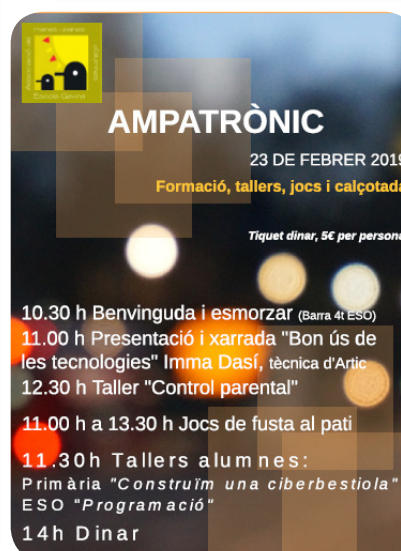 AMPATRÒNIC
23 DE FEBRER 2019
Formació, tallers, jocs i calçotada
Tiquet dinar, 5€ per persona
10.30 h Benvinguda i esmorzar (Barra 4t ESO)
11.00 h Presentació i xarrada "Bon ús de
les tecnologies" Imma Dasí, tècnica d'Artic
12.30 h Taller "Control parental"
11.00 h a 13.30 h Jocs de fusta al pati
11.30h Tallers alumnes:
Primària "Construïm una ciberbestiola"
ESO "Programació"
14h Dinar